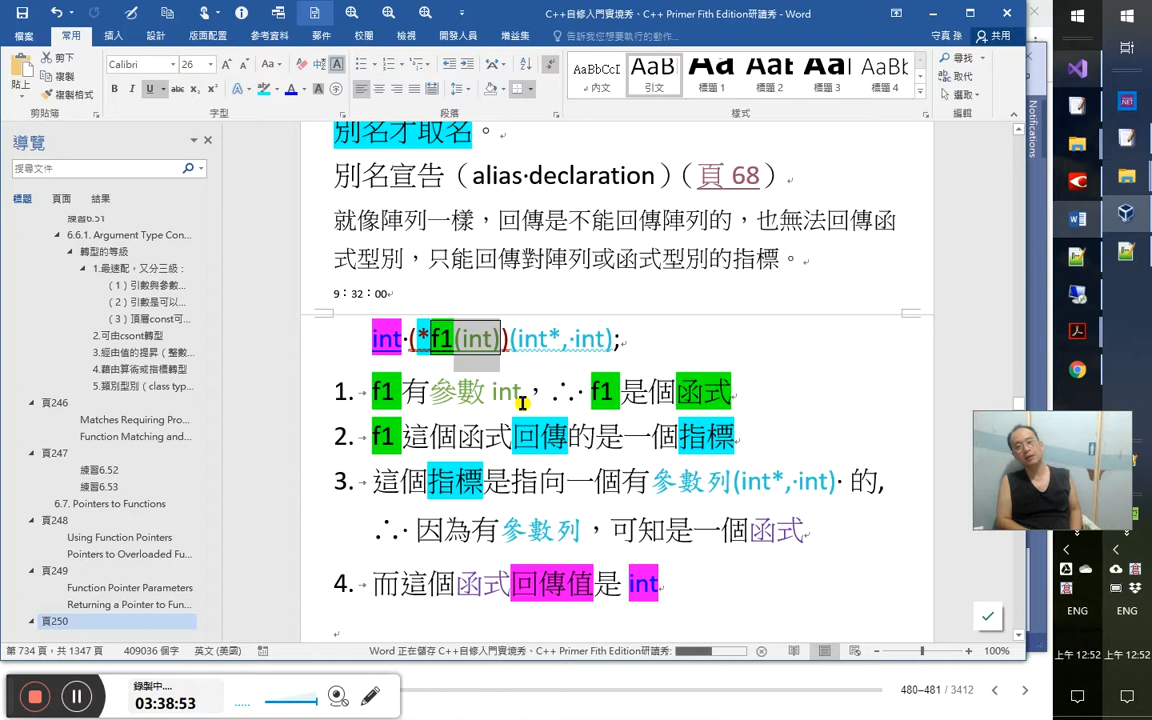 C++自修入門實境秀、C++ Primer Fith Edition研讀秀 - Word
檔案 常用 插入 設計 版面配置 參考資料 郵件 校閱 檢視 開發人員 增益集 告訴我您想要執行的動作... 守真 孫 共用
貼上 剪下 複製 複製格式
Calibri 26
AaBbCcI AaB AaB AaBb AaB AaBbC
內文 引文 標題 1 標題 2 標題 3 標題 4
尋找 取代 選取
剪貼簿 字型 段落 樣式 編輯
導覽
搜尋文件
標題 頁面 結果
練習6.51
6.6.1. Argument Type Con...
轉型的等級
1.最速配，又分三級：
（1）引數與參數...
（2）引數是可以...
（3）頂層const可...
2.可由csont轉型
3.經由值的提昇（整數...
4.藉由算術或指標轉型
5.類別型別（class typ...
頁246
Matches Requiring Pro...
Function Matching and...
頁247
練習6.52
練習6.53
6.7. Pointers to Functions
頁248
Using Function Pointers
Pointers to Overloaded Fu...
頁249
Function Pointer Parameters
Returning a Pointer to Fun...
頁250
別名才取名。
別名宣告（alias·declaration）（頁 68）
就像陣列一樣，回傳是不能回傳陣列的，也無法回傳函
式型別，只能回傳對陣列或函式型別的指標。
9：32：00
int·(*f1(int))(int*,·int);
1. f1 有參數 int，∴· f1 是個函式
2. f1 這個函式回傳的是一個指標
3. 這個指標是指向一個有參數列(int*,·int)· 的,
∴· 因為有參數列，可知是一個函式
4. 而這個函式回傳值是 int
第 734 頁，共 1347 頁 409036 個字 英文 (美國) Word 正在儲存 C++自修入門實境秀、C++ Primer Fith Edition研讀秀: 100%
錄製中....
03:38:53
480–481 / 3412
Notifications
ENG ENG
上午 12:52 上午 12:52